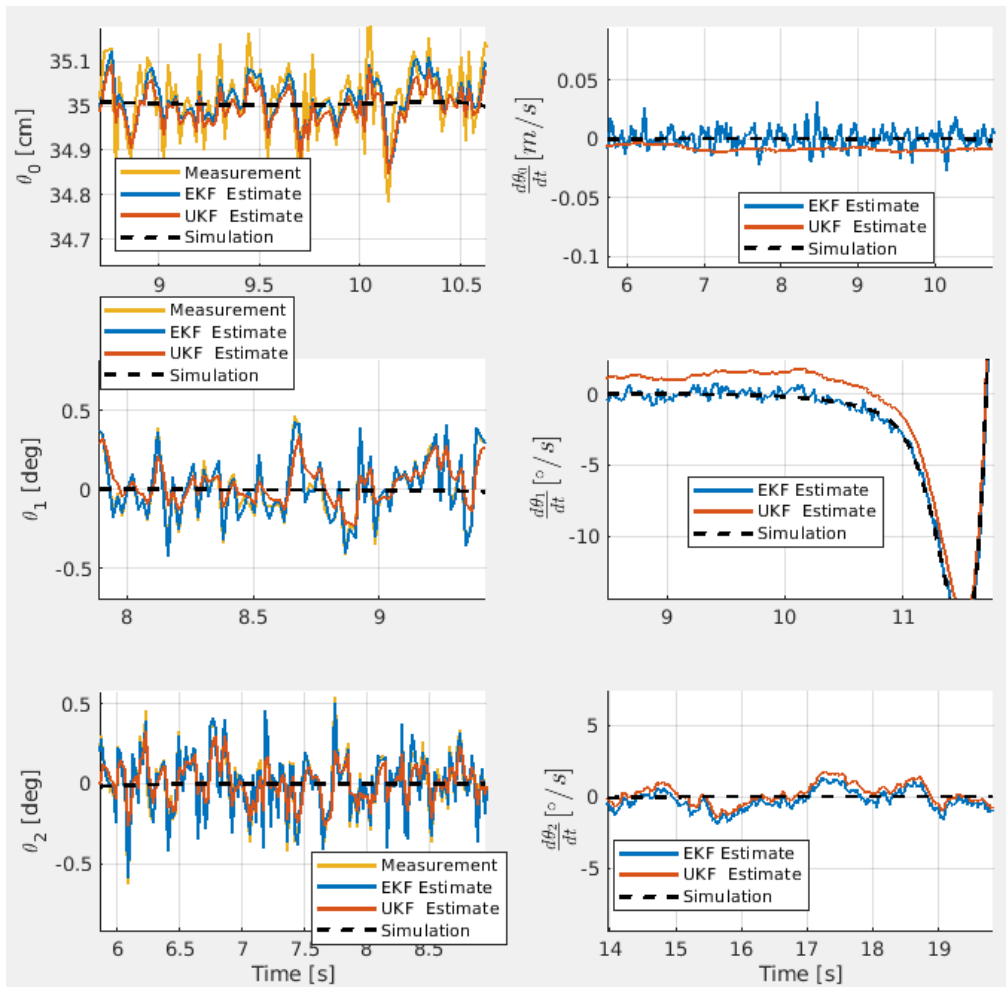 35.1
35
34.9
34.8
34.7
θ0 [cm]
Measurement
EKF Estimate
UKF Estimate
Simulation
9
9.5
10
10.5
0.05
0
-0.05
-0.1
dθ0/dt [m/s]
EKF Estimate
UKF Estimate
Simulation
6
7
8
9
10
Measurement
EKF Estimate
UKF Estimate
Simulation
0.5
0
-0.5
θ1 [deg]
8
8.5
9
0
-5
-10
dθ1/dt [○/s]
EKF Estimate
UKF Estimate
Simulation
9
10
11
0.5
0
-0.5
θ2 [deg]
Measurement
EKF Estimate
UKF Estimate
Simulation
6
6.5
7
7.5
8
8.5
Time [s]
5
0
-5
dθ2/dt [○/s]
EKF Estimate
UKF Estimate
Simulation
14
15
16
17
18
19
Time [s]